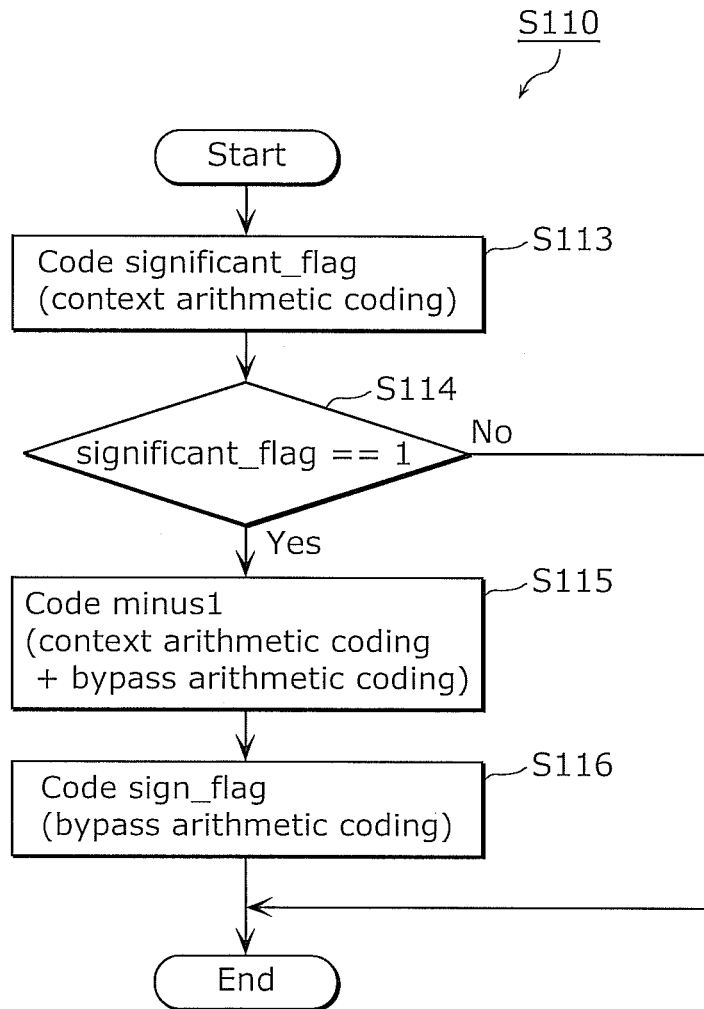 S110
Start
S113
Code significant_flag
(context arithmetic coding)
S114
significant_flag == 1
No
Yes
S115
Code minus1
(context arithmetic coding
+ bypass arithmetic coding)
S116
Code sign_flag
(bypass arithmetic coding)
End